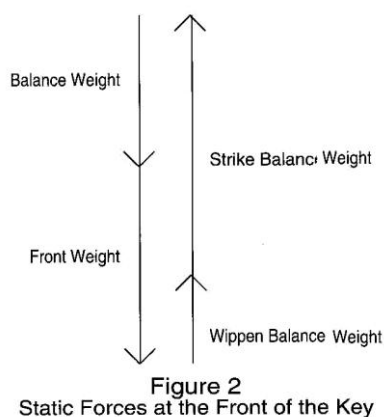 Balance Weight
Strike Balance Weight
Front Weight
Wippen Balance Weight
Figure 2
Static Forces at the Front of the Key